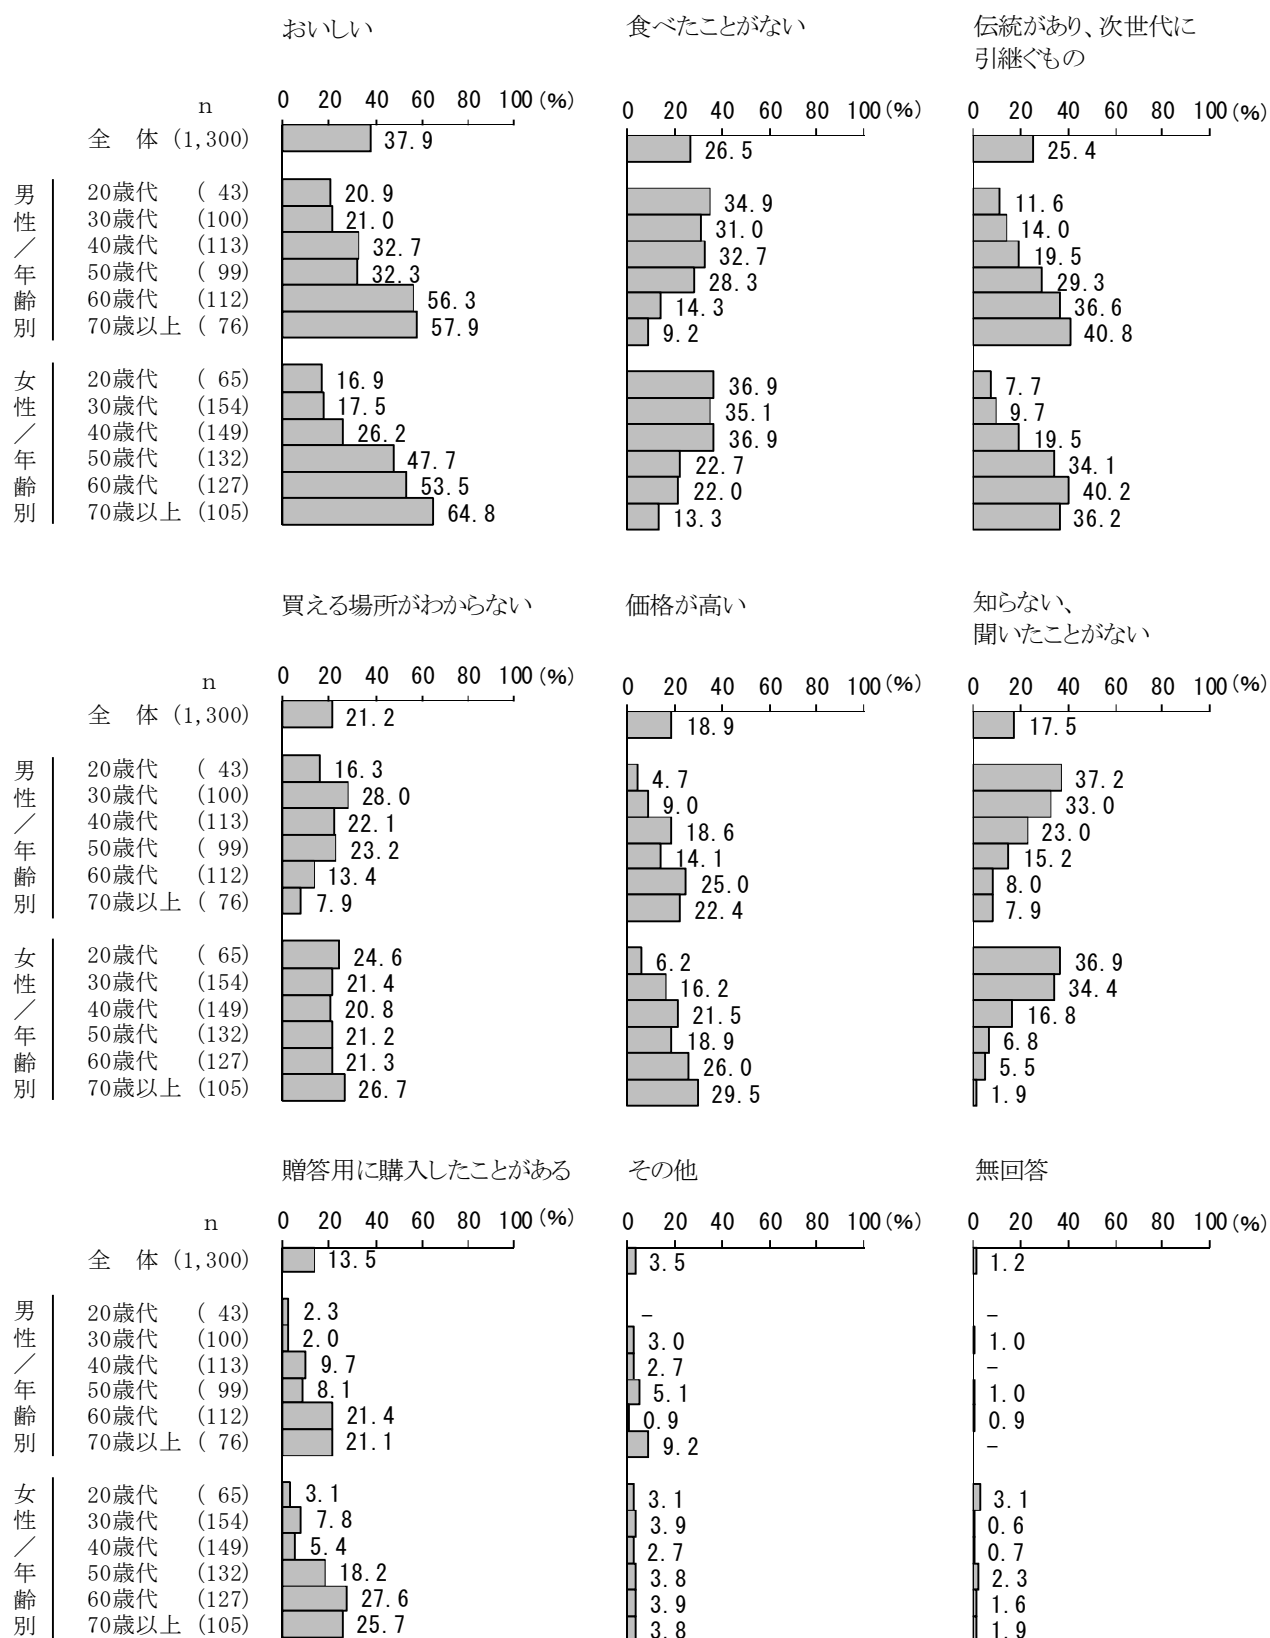 おいしい 食べたことがない 伝統があり、次世代に
引継ぐもの
n 0 20 40 60 80 100(%) 0 20 40 60 80 100(%) 0 20 40 60 80 100(%)
全 体 (1,300) 37.9 26.5 25.4
男性／年齢別
20歳代 ( 43) 20.9 34.9 11.6
30歳代 (100) 21.0 31.0 14.0
40歳代 (113) 32.7 32.7 19.5
50歳代 ( 99) 32.3 28.3 29.3
60歳代 (112) 56.3 14.3 36.6
70歳以上 ( 76) 57.9 9.2 40.8
女性／年齢別
20歳代 ( 65) 16.9 36.9 7.7
30歳代 (154) 17.5 35.1 9.7
40歳代 (149) 26.2 36.9 19.5
50歳代 (132) 47.7 22.7 34.1
60歳代 (127) 53.5 22.0 40.2
70歳以上 (105) 64.8 13.3 36.2
買える場所がわからない 価格が高い 知らない、
聞いたことがない
n 0 20 40 60 80 100(%) 0 20 40 60 80 100(%) 0 20 40 60 80 100(%)
全 体 (1,300) 21.2 18.9 17.5
男性／年齢別
20歳代 ( 43) 16.3 4.7 37.2
30歳代 (100) 28.0 9.0 33.0
40歳代 (113) 22.1 18.6 23.0
50歳代 ( 99) 23.2 14.1 15.2
60歳代 (112) 13.4 25.0 8.0
70歳以上 ( 76) 7.9 22.4 7.9
女性／年齢別
20歳代 ( 65) 24.6 6.2 36.9
30歳代 (154) 21.4 16.2 34.4
40歳代 (149) 20.8 21.5 16.8
50歳代 (132) 21.2 18.9 6.8
60歳代 (127) 21.3 26.0 5.5
70歳以上 (105) 26.7 29.5 1.9
贈答用に購入したことがある その他 無回答
n 0 20 40 60 80 100(%) 0 20 40 60 80 100(%) 0 20 40 60 80 100(%)
全 体 (1,300) 13.5 3.5 1.2
男性／年齢別
20歳代 ( 43) 2.3 － －
30歳代 (100) 2.0 3.0 1.0
40歳代 (113) 9.7 2.7 －
50歳代 ( 99) 8.1 5.1 1.0
60歳代 (112) 21.4 0.9 0.9
70歳以上 ( 76) 21.1 9.2 －
女性／年齢別
20歳代 ( 65) 3.1 3.1 3.1
30歳代 (154) 7.8 3.9 0.6
40歳代 (149) 5.4 2.7 0.7
50歳代 (132) 18.2 3.8 2.3
60歳代 (127) 27.6 3.9 1.6
70歳以上 (105) 25.7 3.8 1.9